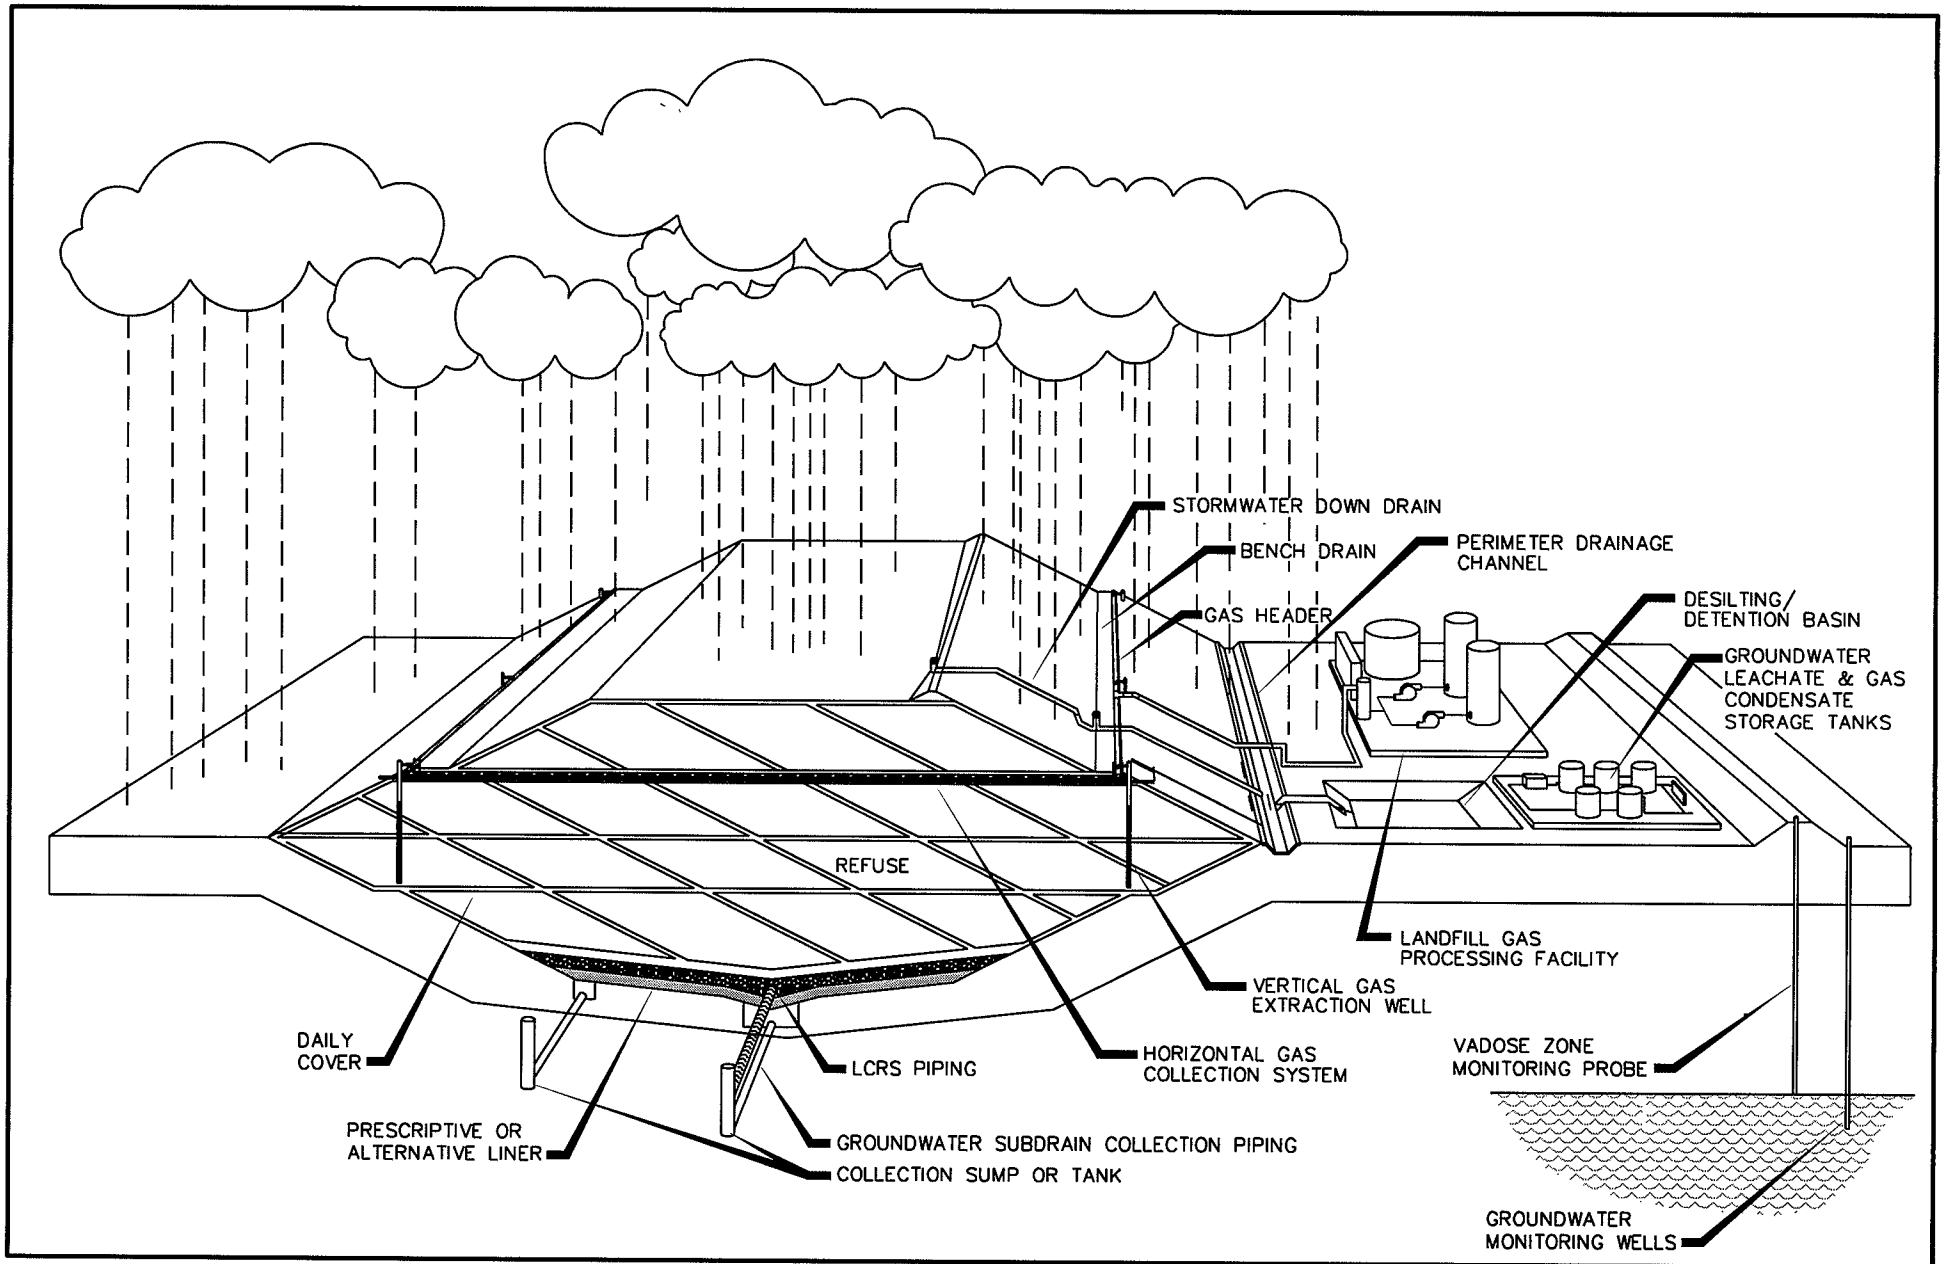 STORMWATER DOWN DRAIN
BENCH DRAIN
PERIMETER DRAINAGE
CHANNEL
GAS HEADER
DESILTING/
DETENTION BASIN
GROUNDWATER
LEACHATE & GAS
CONDENSATE
STORAGE TANKS
REFUSE
LANDFILL GAS
PROCESSING FACILITY
VERTICAL GAS
EXTRACTION WELL
DAILY
COVER
LCRS PIPING
HORIZONTAL GAS
COLLECTION SYSTEM
VADOSE ZONE
MONITORING PROBE
PRESCRIPTIVE OR
ALTERNATIVE LINER
GROUNDWATER SUBDRAIN COLLECTION PIPING
COLLECTION SUMP OR TANK
GROUNDWATER
MONITORING WELLS